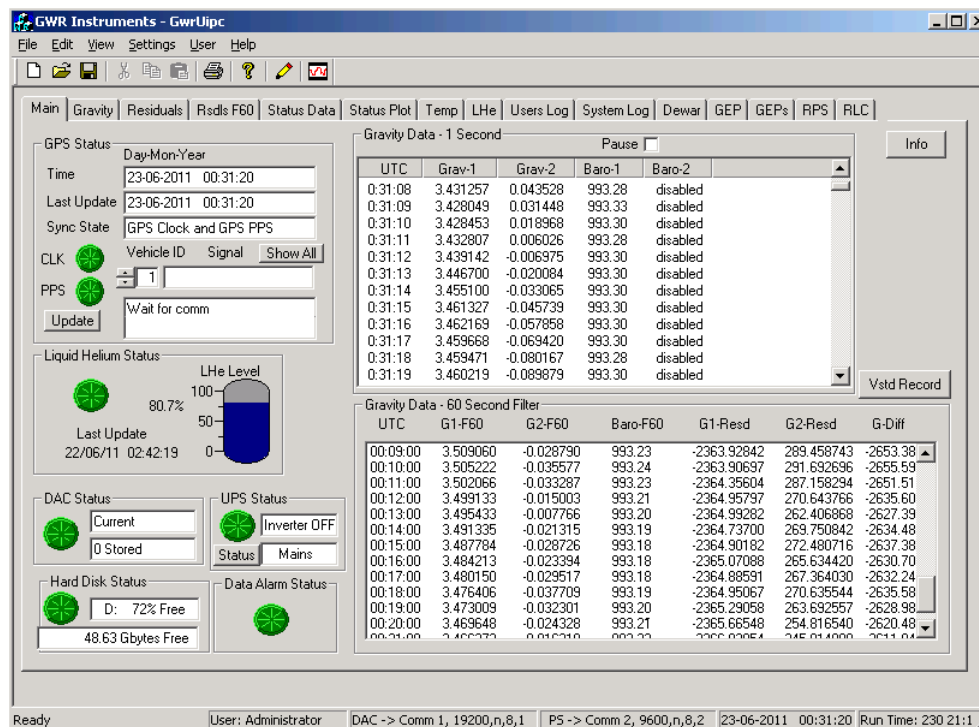 GWR Instruments - GwrUipc
File Edit View Settings User Help
Main Gravity Residuals Rsdls F60 Status Data Status Plot Temp LHe Users Log System Log Dewar GEP GEPs RPS RLC
GPS Status
Day-Mon-Year
Time 23-06-2011 00:31:20
Last Update 23-06-2011 00:31:20
Sync State GPS Clock and GPS PPS
CLK Vehicle ID Signal Show All
1
PPS
Wait for comm
Update
Liquid Helium Status
LHe Level
100
80.7%
50
Last Update
22/06/11 02:42:19 0
DAC Status
Current
0 Stored
UPS Status
Inverter OFF
Status Mains
Hard Disk Status
D: 72% Free
48.63 Gbytes Free
Data Alarm Status
Gravity Data - 1 Second Pause
UTC Grav-1 Grav-2 Baro-1 Baro-2
0:31:08 3.431257 0.043528 993.28 disabled
0:31:09 3.428049 0.031448 993.33 disabled
0:31:10 3.428453 0.018968 993.30 disabled
0:31:11 3.432807 0.006026 993.28 disabled
0:31:12 3.439142 -0.006975 993.30 disabled
0:31:13 3.446700 -0.020084 993.30 disabled
0:31:14 3.455100 -0.033065 993.30 disabled
0:31:15 3.461327 -0.045739 993.30 disabled
0:31:16 3.462169 -0.057858 993.30 disabled
0:31:17 3.459668 -0.069420 993.30 disabled
0:31:18 3.459471 -0.080167 993.28 disabled
0:31:19 3.460219 -0.089879 993.30 disabled
Info
Vstd Record
Gravity Data - 60 Second Filter
UTC G1-F60 G2-F60 Baro-F60 G1-Resd G2-Resd G-Diff
00:09:00 3.509060 -0.028790 993.23 -2363.92842 289.458743 -2653.38
00:10:00 3.505222 -0.035577 993.24 -2363.90697 291.692696 -2655.59
00:11:00 3.502066 -0.033287 993.23 -2364.35604 287.158294 -2651.51
00:12:00 3.499133 -0.015003 993.21 -2364.95797 270.643766 -2635.60
00:13:00 3.495433 -0.007766 993.20 -2364.99282 262.406868 -2627.39
00:14:00 3.491335 -0.021315 993.19 -2364.73700 269.750842 -2634.48
00:15:00 3.487784 -0.028726 993.18 -2364.90182 272.480716 -2637.38
00:16:00 3.484213 -0.023394 993.18 -2365.07088 265.634420 -2630.70
00:17:00 3.480150 -0.029517 993.18 -2364.88591 267.364030 -2632.24
00:18:00 3.476406 -0.037709 993.19 -2364.95067 270.635544 -2635.58
00:19:00 3.473009 -0.032301 993.20 -2365.29058 263.692557 -2628.98
00:20:00 3.469648 -0.024328 993.21 -2365.66548 254.816540 -2620.48
Ready User: Administrator DAC -> Comm 1, 19200,n,8,1 PS -> Comm 2, 9600,n,8,2 23-06-2011 00:31:20 Run Time: 230 21:1